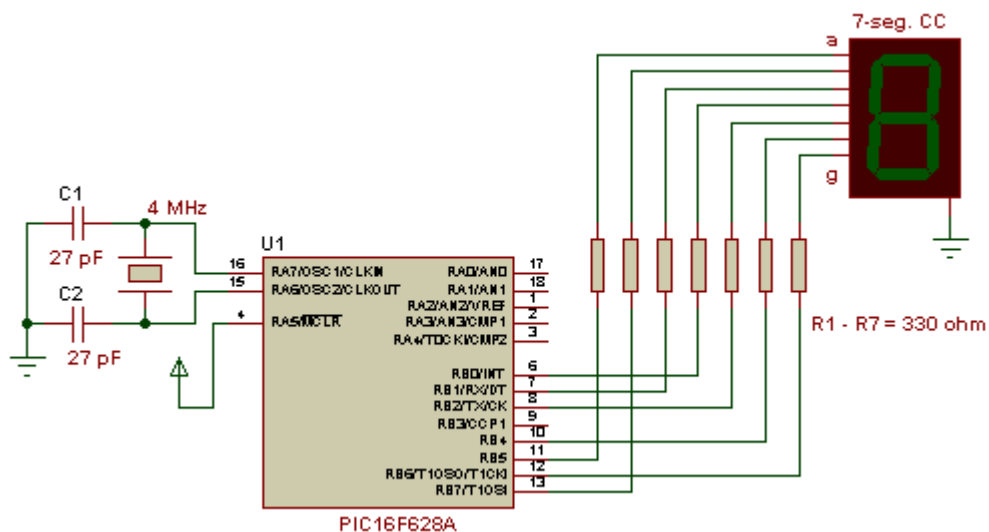 7-seg. CC
a
g
C1
4 MHz
27 pF
C2
27 pF
U1
16 RA7/OSC1/CLKIN RA0/AN0 17
15 RA6/OSC2/CLKOUT RA1/AN1 18
RA2/AN2/VREF 1
4 RA5/MCLR RA3/AN3/CMP1 2
RA4/T0CKI/CMP2 3
RB0/INT 6
RB1/RX/DT 7
RB2/TX/CK 8
RB3/CCP1 9
RB4 10
RB5 11
RB6/T1OSO/T1CKI 12
RB7/T1OSI 13
R1 - R7 = 330 ohm
PIC16F628A